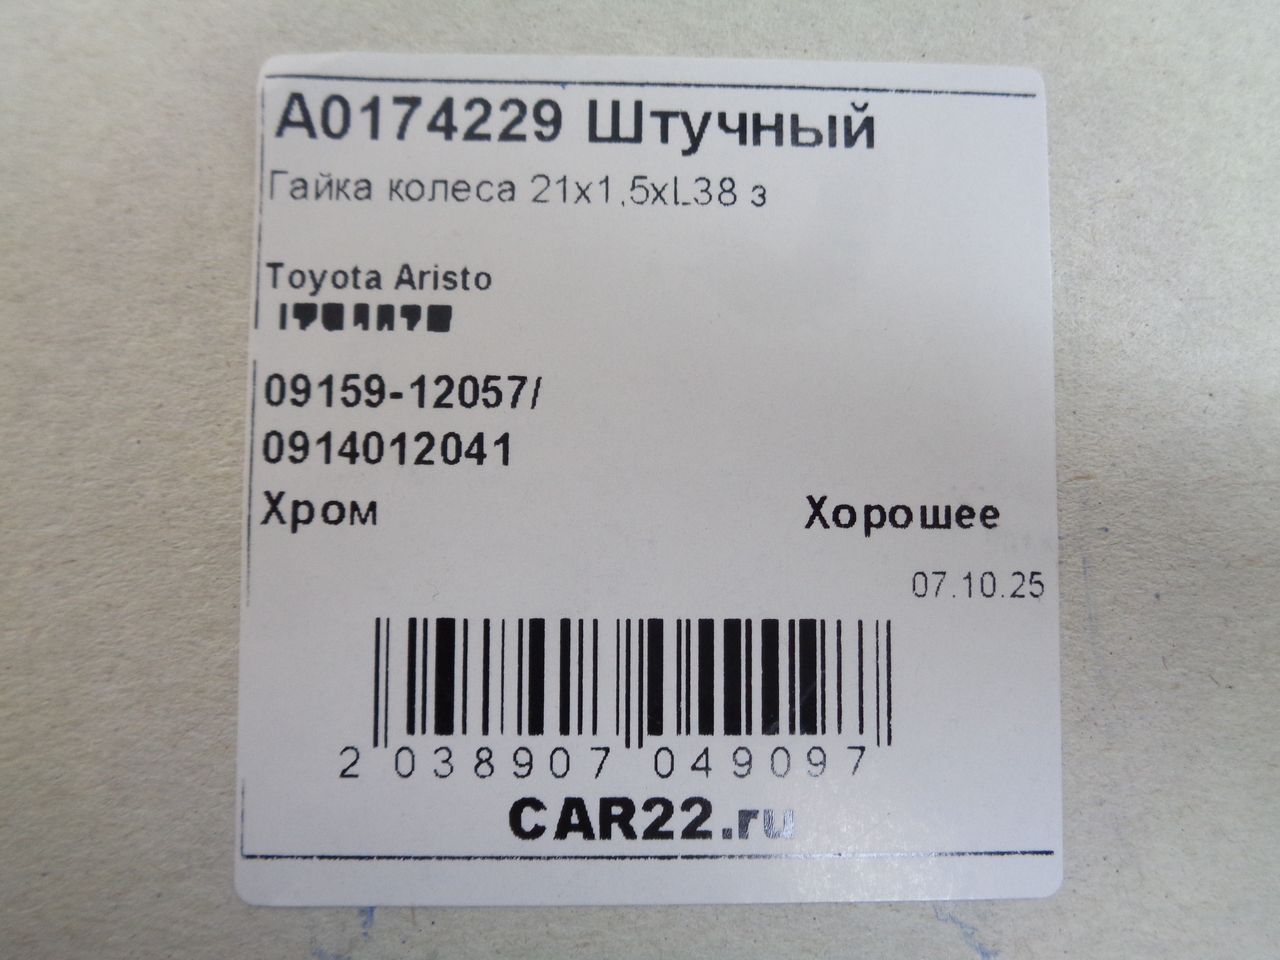 A0174229 Штучный
Гайка колеса 21x1,5xL38 з
Toyota Aristo
09159-12057/
0914012041
Хром Хорошее
07.10.25
2 038907 049097
CAR22.ru